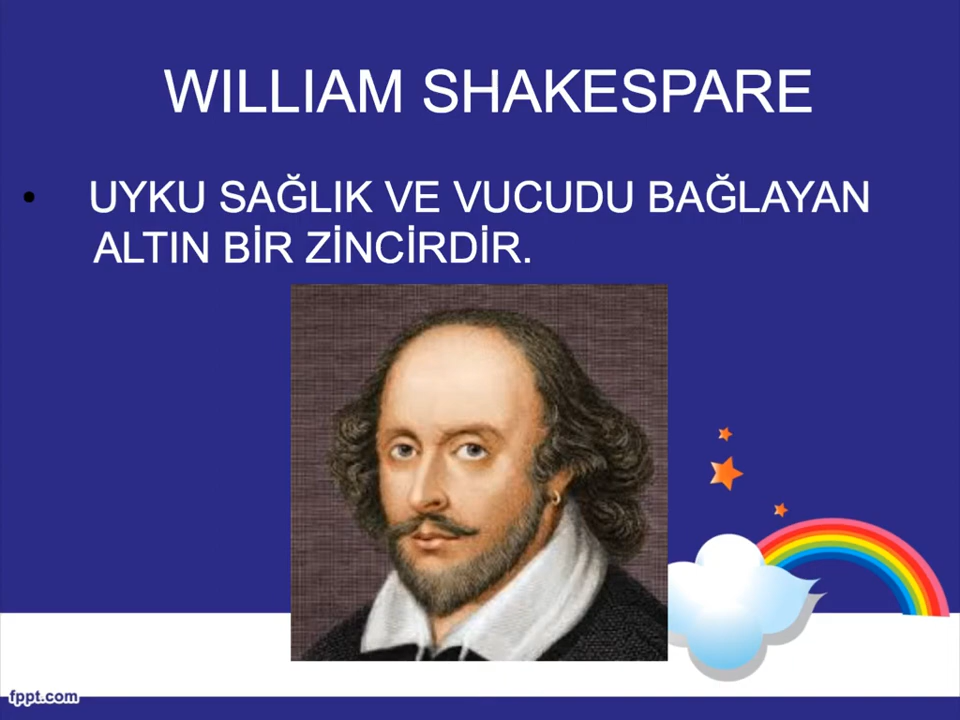 WILLIAM SHAKESPARE
• UYKU SAĞLIK VE VUCUDU BAĞLAYAN
ALTIN BİR ZİNCİRDİR.
fppt.com